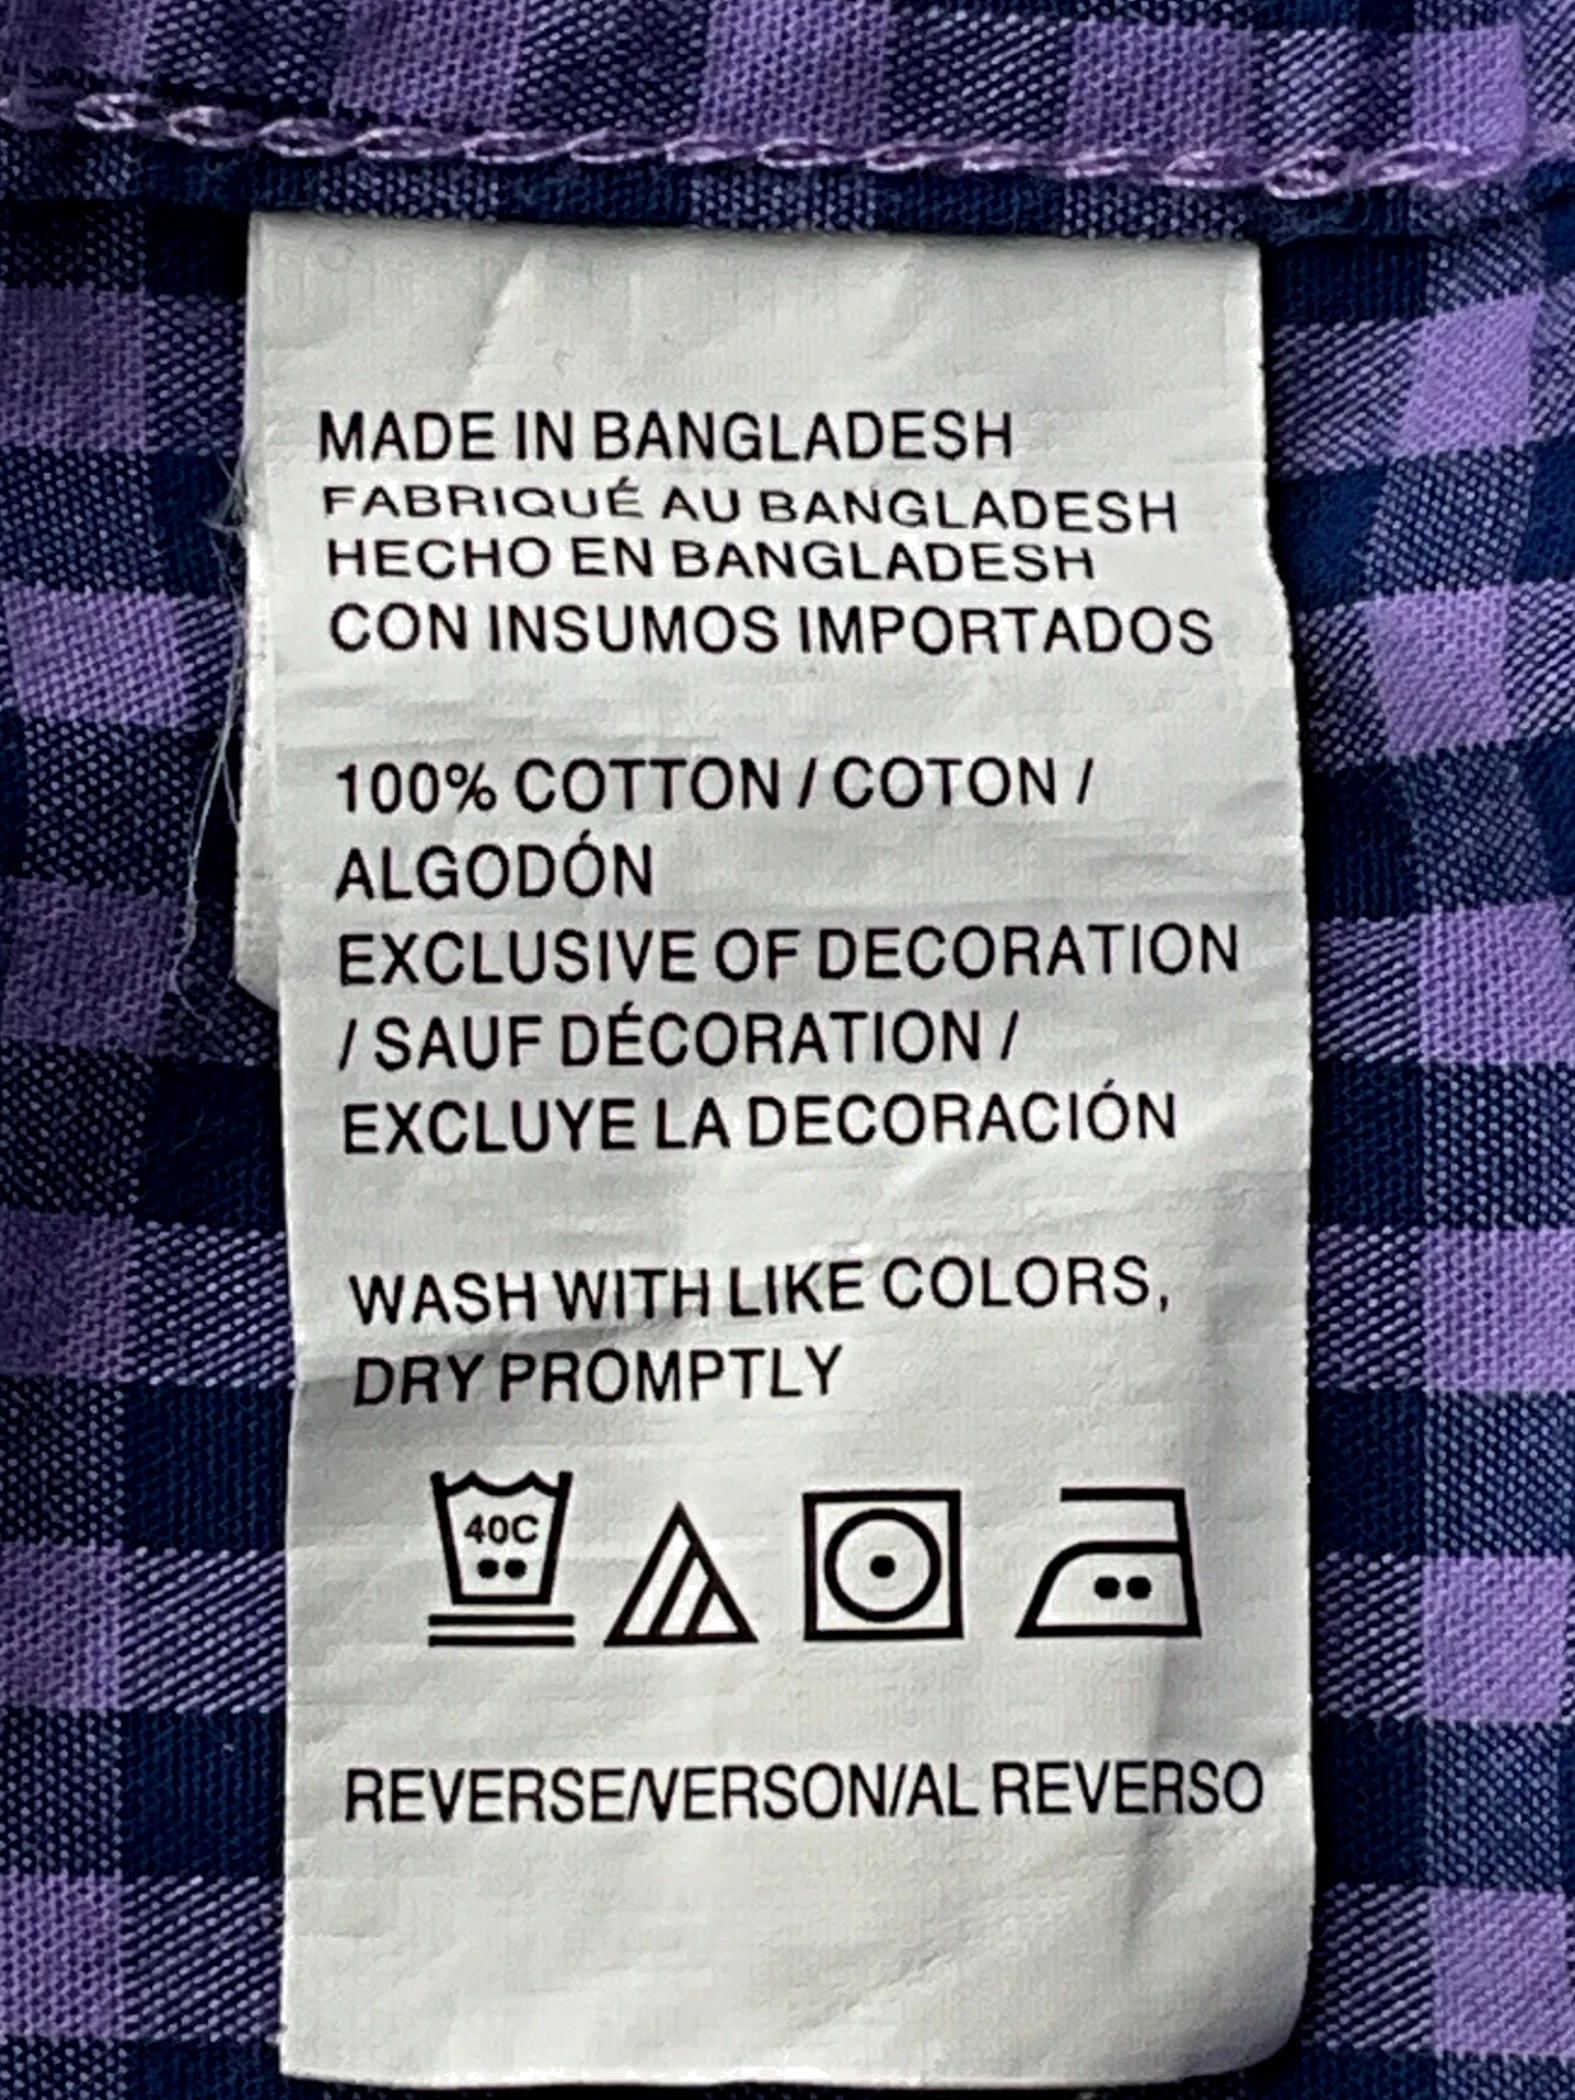 MADE IN BANGLADESH
FABRIQUÉ AU BANGLADESH
HECHO EN BANGLADESH
CON INSUMOS IMPORTADOS
100% COTTON / COTON /
ALGODÓN
EXCLUSIVE OF DECORATION
/ SAUF DÉCORATION /
EXCLUYE LA DECORACIÓN
WASH WITH LIKE COLORS,
DRY PROMPTLY
40C
REVERSE/VERSON/AL REVERSO